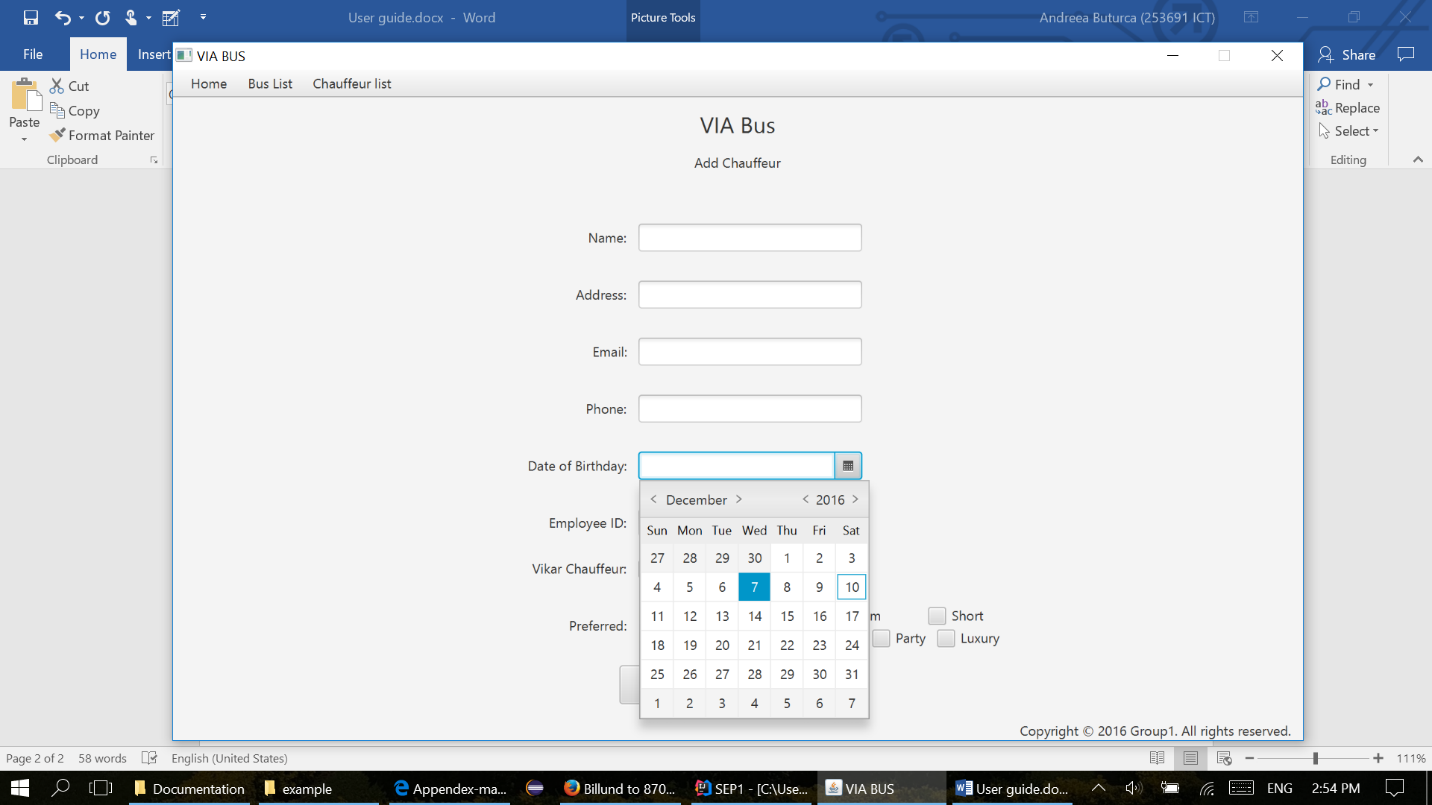 User guide.docx - Word
Picture Tools
Andreea Buturca (253691 ICT)
File
Home
Insert
Share
VIA BUS
Home Bus List Chauffeur list
Paste
Cut
Copy
Format Painter
Clipboard
Find
Replace
Select
Editing
VIA Bus
Add Chauffeur
Name:
Address:
Email:
Phone:
Date of Birthday:
December 2016
Sun Mon Tue Wed Thu Fri Sat
27 28 29 30 1 2 3
4 5 6 7 8 9 10
11 12 13 14 15 16 17
18 19 20 21 22 23 24
25 26 27 28 29 30 31
1 2 3 4 5 6 7
Employee ID:
Vikar Chauffeur:
Preferred:
m Short
Party Luxury
Copyright © 2016 Group1. All rights reserved.
Page 2 of 2 58 words English (United States) 111%
Documentation example Appendex-ma... Billund to 870... SEP1 - [C:\Use... VIA BUS User guide.do... ENG 2:54 PM